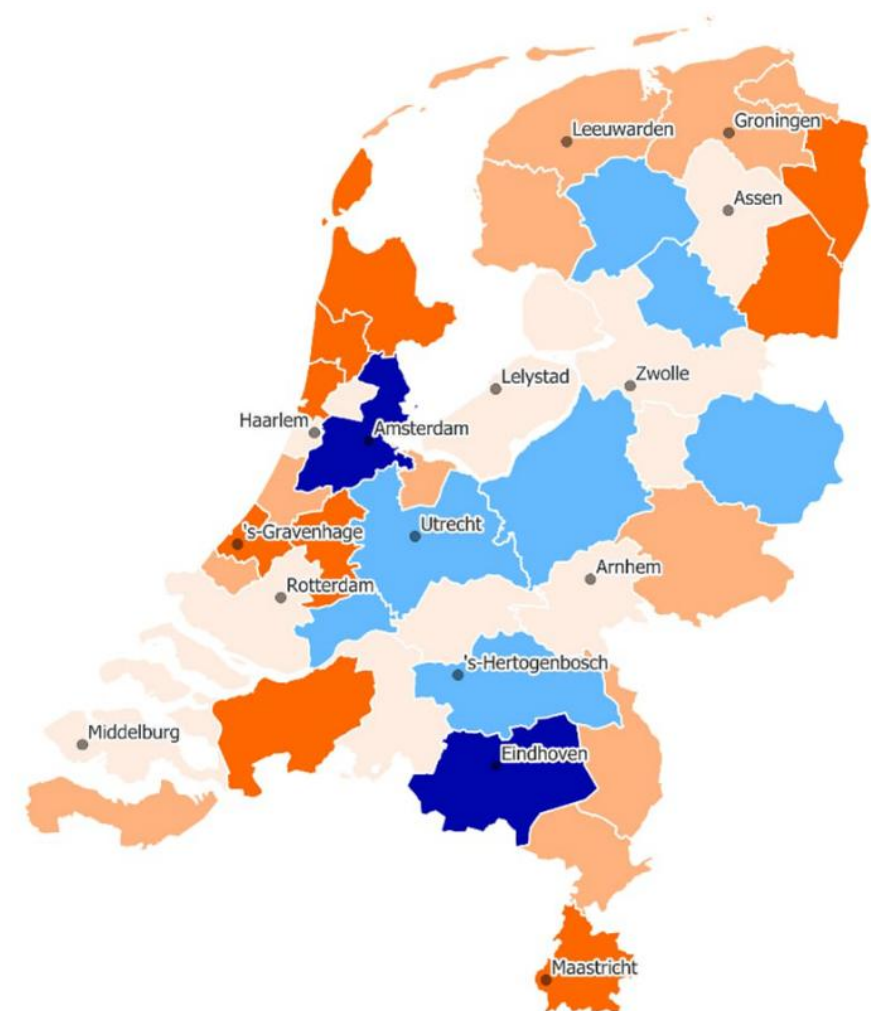 Leeuwarden
Groningen
Assen
Lelystad
Zwolle
Haarlem
Amsterdam
's-Gravenhage
Utrecht
Rotterdam
Arnhem
's-Hertogenbosch
Middelburg
Eindhoven
Maastricht